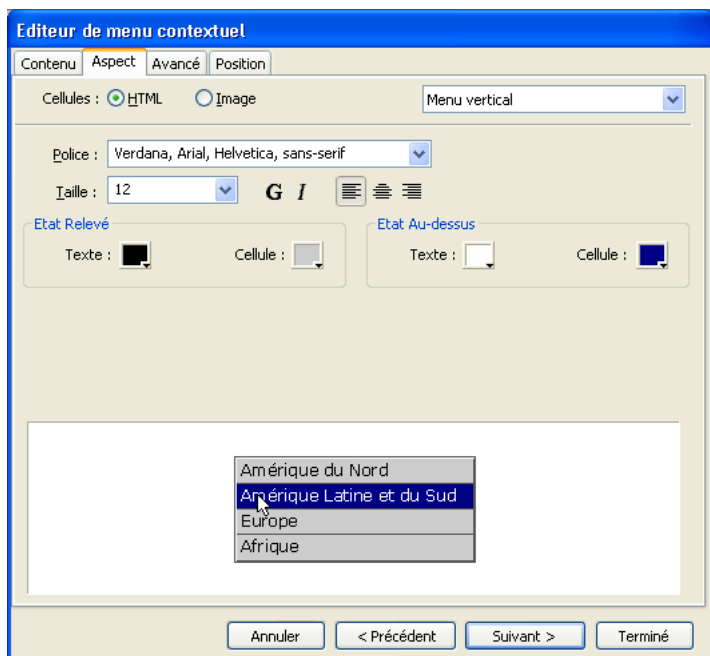 Editeur de menu contextuel
Contenu Aspect Avancé Position
Cellules : HTML Image Menu vertical
Police : Verdana, Arial, Helvetica, sans-serif
Taille : 12 G I
Etat Relevé Etat Au-dessus
Texte : Cellule : Texte : Cellule :
Amérique du Nord
Amérique Latine et du Sud
Europe
Afrique
Annuler < Précédent Suivant > Terminé